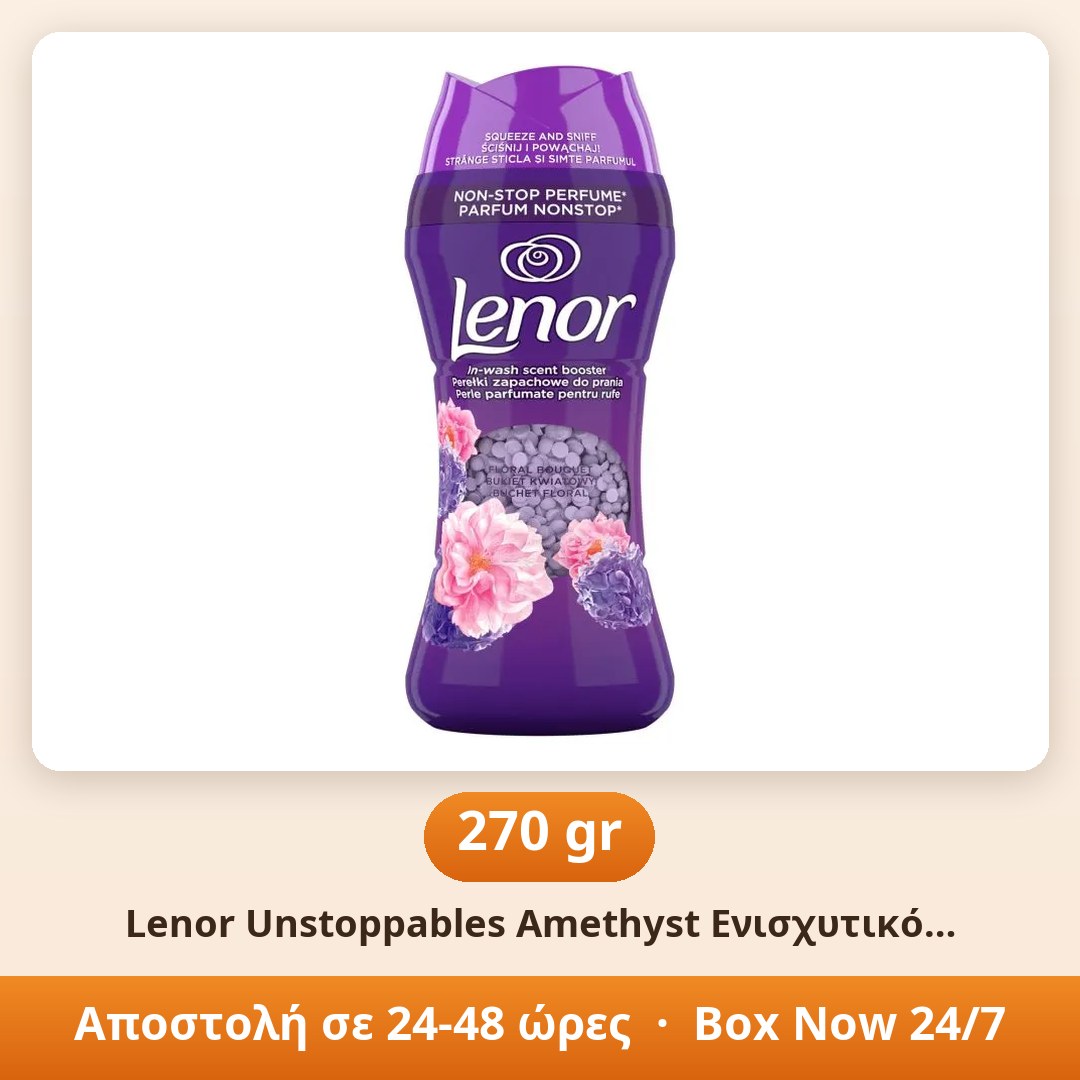 SQUEEZE AND SNIFF
ŚCIŚNIJ I POWĄCHAJ!
STRÂNGE STICLA ȘI SIMTE PARFUMUL
NON-STOP PERFUME*
PARFUM NONSTOP*
Lenor
In-wash scent booster
Perełki zapachowe do prania
Perle parfumate pentru rufe
FLORAL BOUQUET
BUKIET KWIATOWY
BUCHET FLORAL
270 gr
Lenor Unstoppables Amethyst Ενισχυτικό...
Αποστολή σε 24-48 ώρες · Box Now 24/7